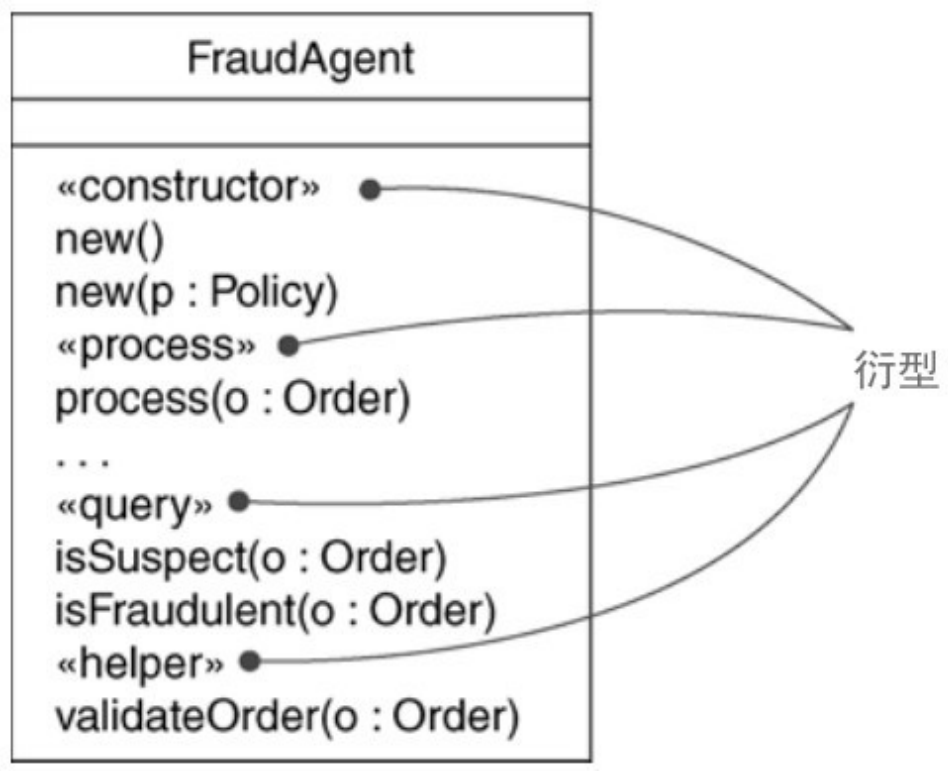 FraudAgent
«constructor»
new()
new(p : Policy)
«process»
process(o : Order)
. . .
«query»
isSuspect(o : Order)
isFraudulent(o : Order)
«helper»
validateOrder(o : Order)
衍型